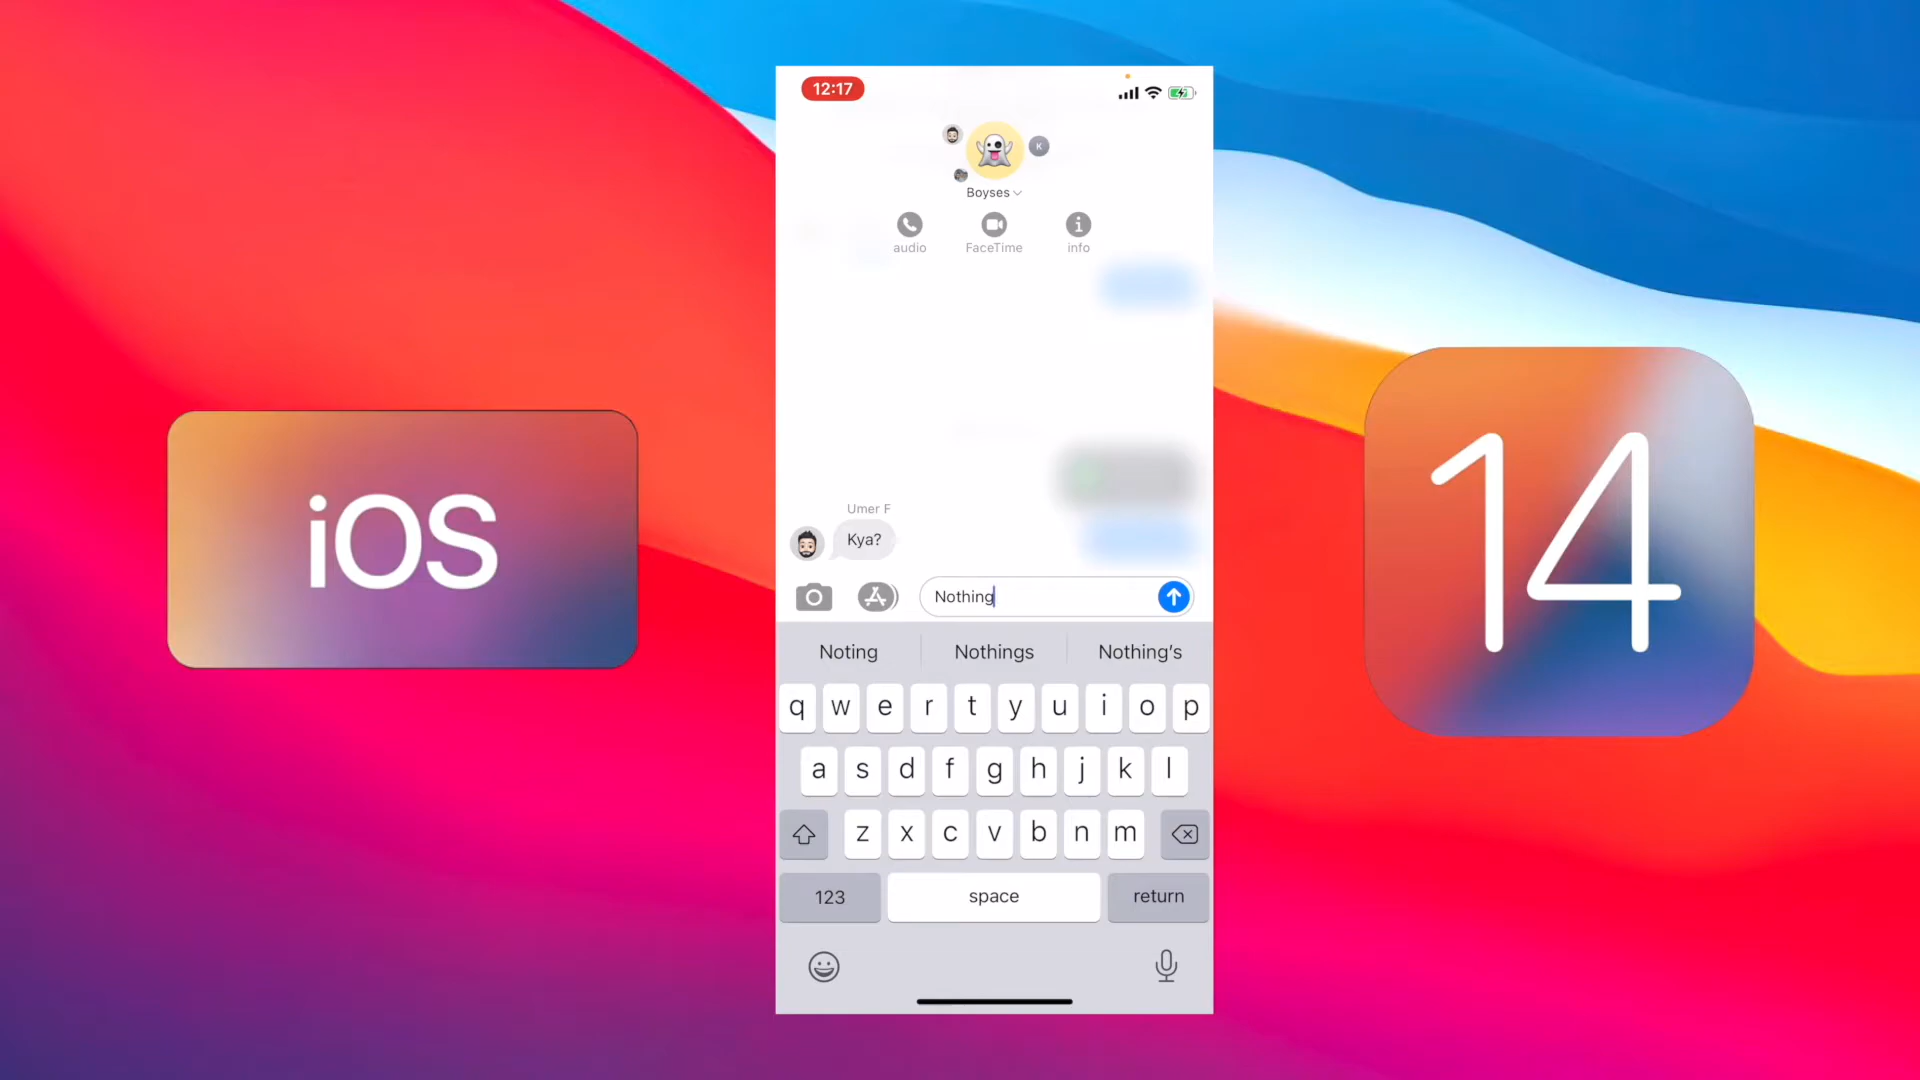 12:17
K
Boyses
audio
FaceTime
info
iOS
14
Umer F
Kya?
Nothing
Noting
Nothings
Nothing's
q w e r t y u i o p
a s d f g h j k l
z x c v b n m
123
space
return